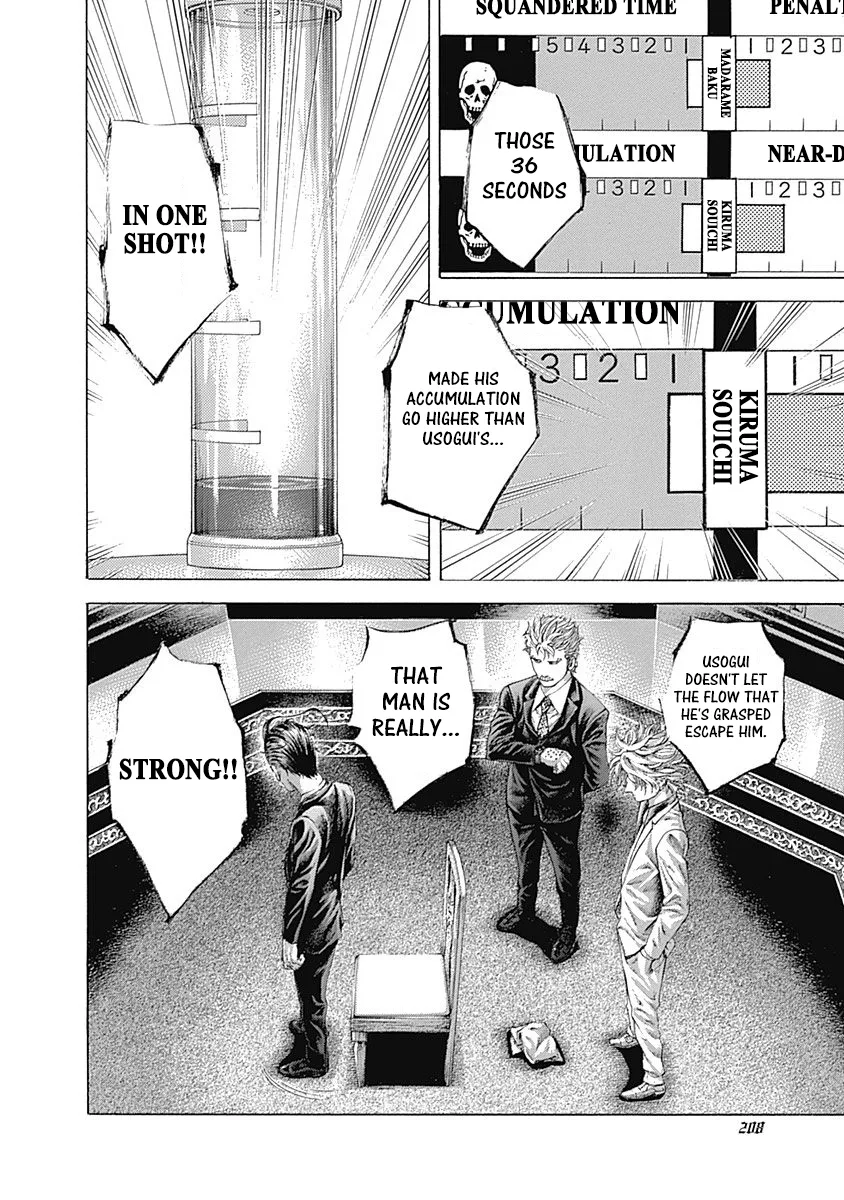 SQUANDERED TIME
PENALT
5 4 3 2 1
1 2 3
MADARAME
BAKU
THOSE
36
SECONDS
MULATION
NEAR-D
4 3 2 1
1 2 3
KIRUMA
SOUICHI
CCUMULATION
3 2 1
1
KIRUMA
SOUICHI
MADE HIS
ACCUMULATION
GO HIGHER THAN
USOGUI'S...
IN ONE
SHOT!!
USOGUI
DOESN'T LET
THE FLOW THAT
HE'S GRASPED
ESCAPE HIM.
THAT
MAN IS
REALLY...
STRONG!!
208